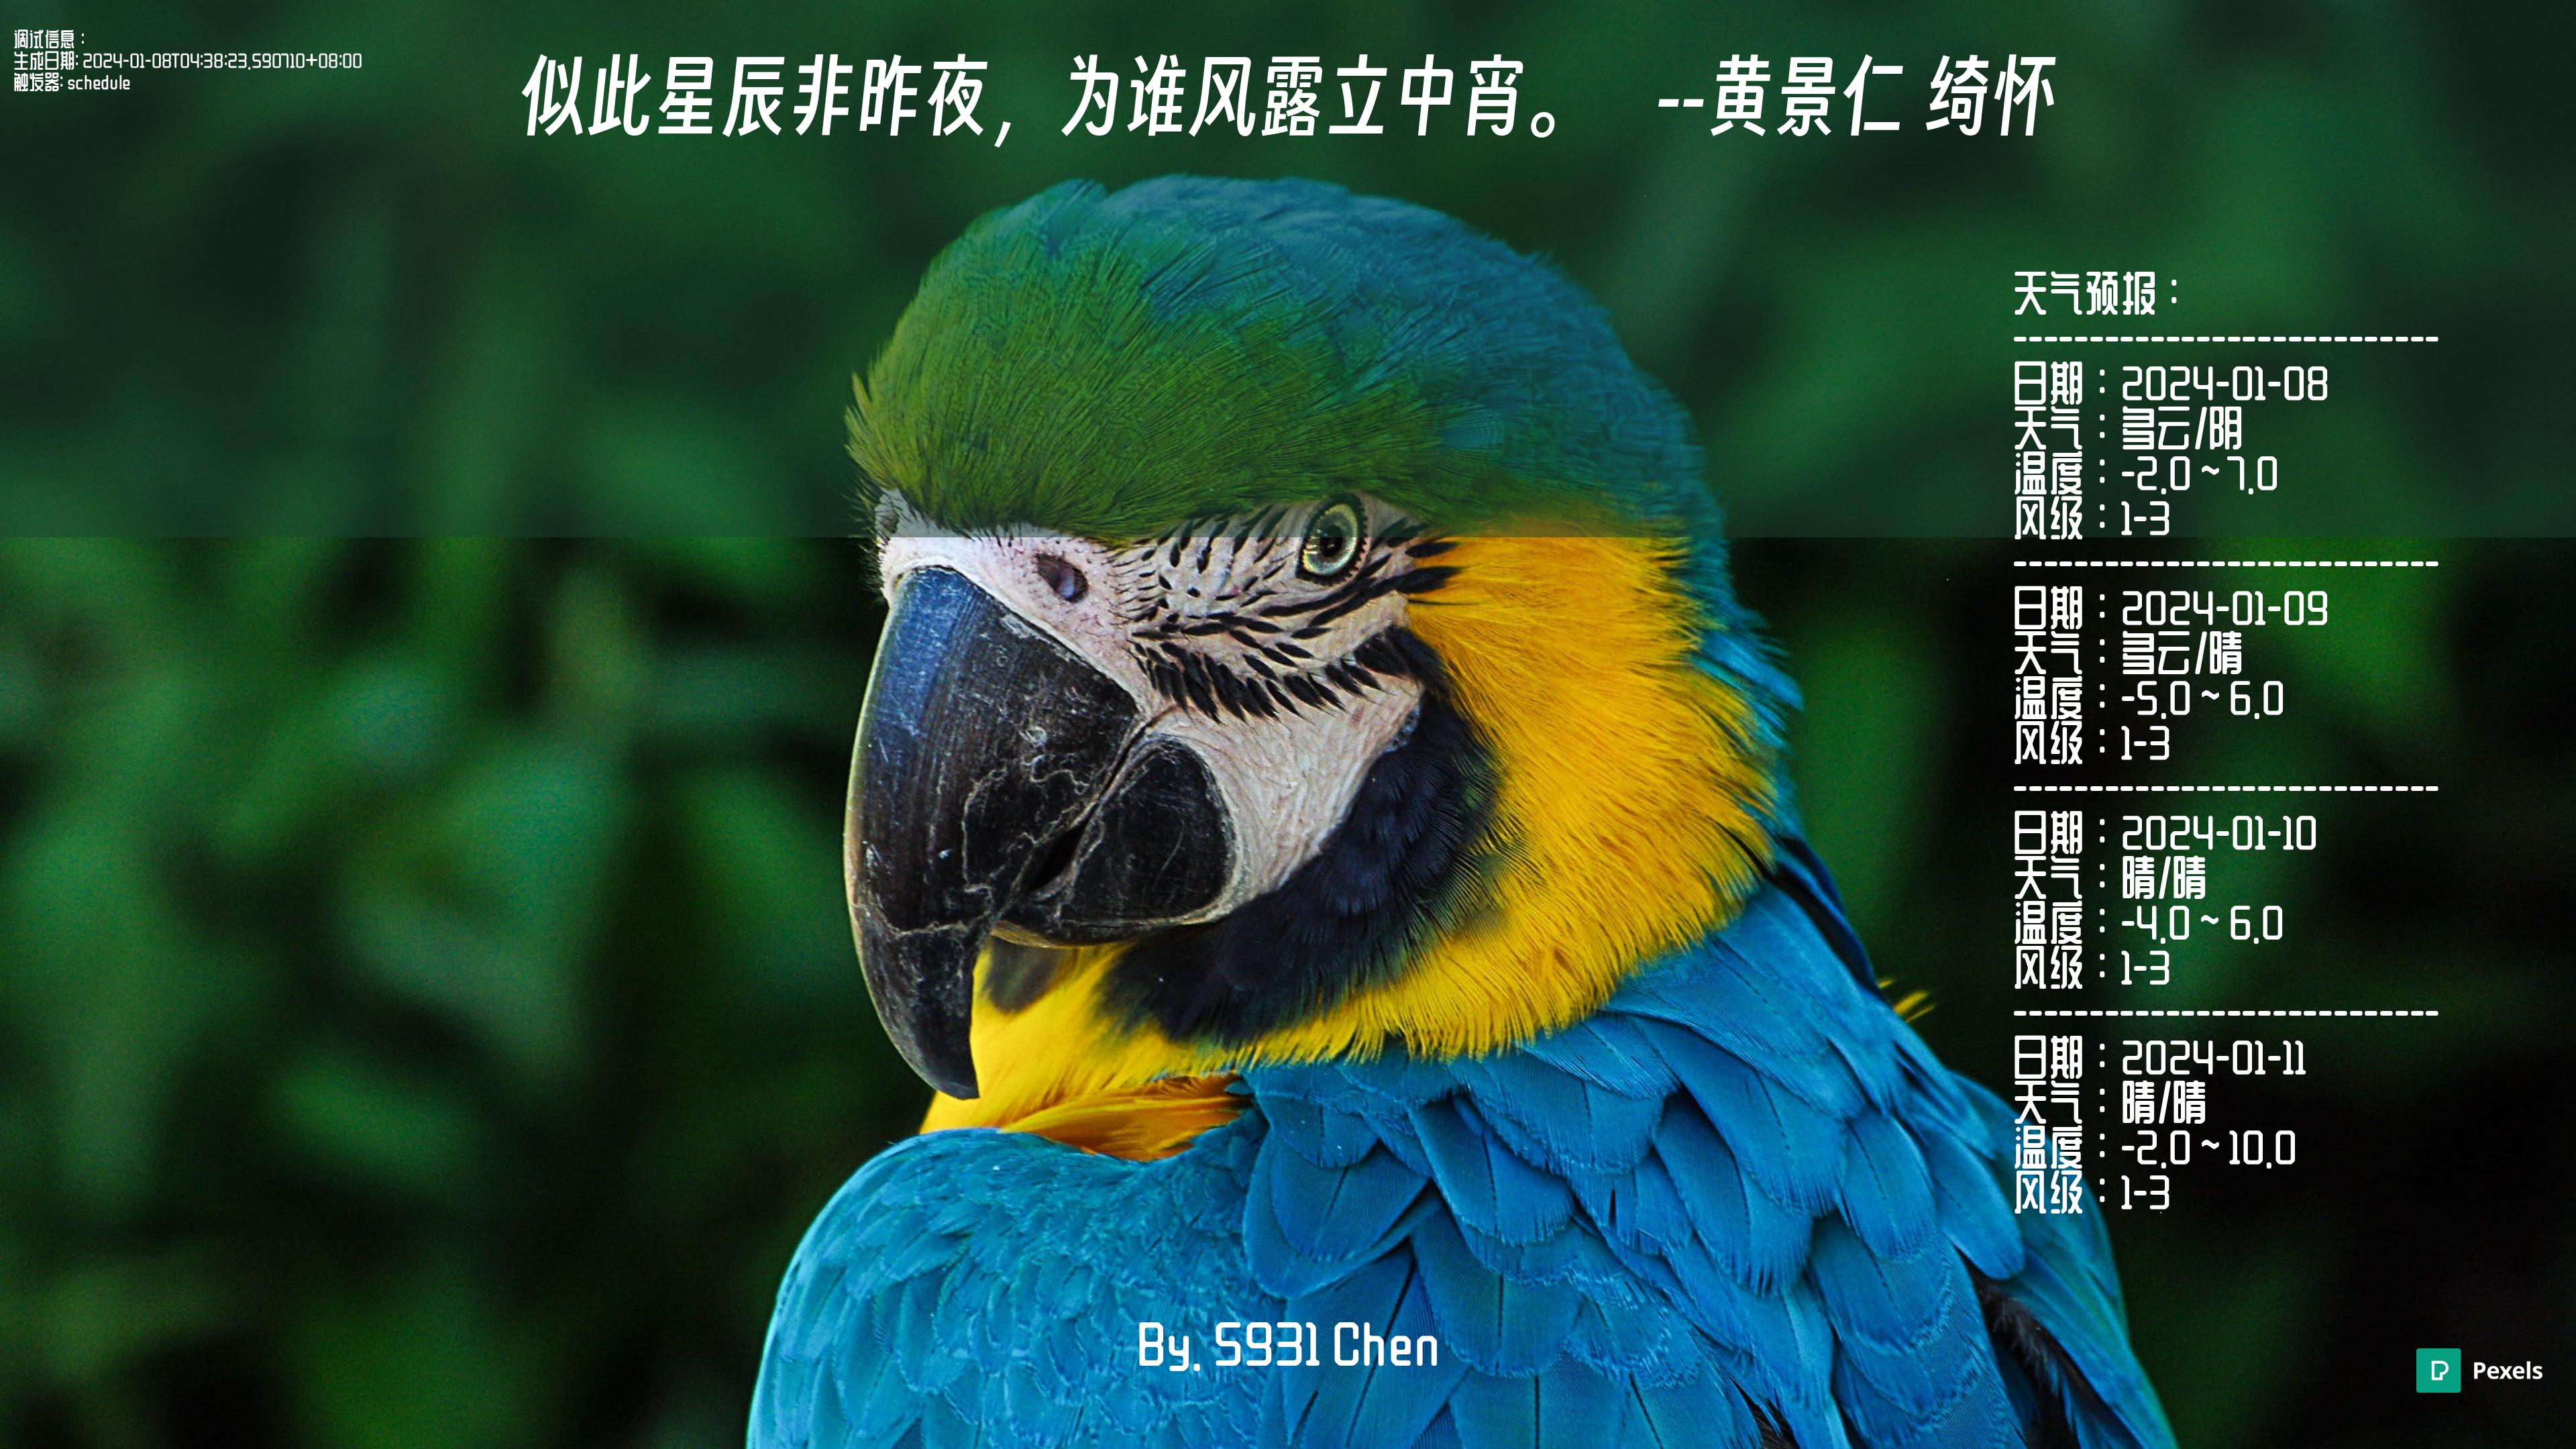 调试信息：
生成日期: 2024-01-08T04:38:23.590710+08:00
触发器: schedule
似此星辰非昨夜，为谁风露立中宵。 --黄景仁 绮怀
天气预报：
----------------------------
日期：2024-01-08
天气：多云/阴
温度：-2.0 ~ 7.0
风级：1-3
----------------------------
日期：2024-01-09
天气：多云/晴
温度：-5.0 ~ 6.0
风级：1-3
----------------------------
日期：2024-01-10
天气：晴/晴
温度：-4.0 ~ 6.0
风级：1-3
----------------------------
日期：2024-01-11
天气：晴/晴
温度：-2.0 ~ 10.0
风级：1-3
By. S931 Chen
Pexels